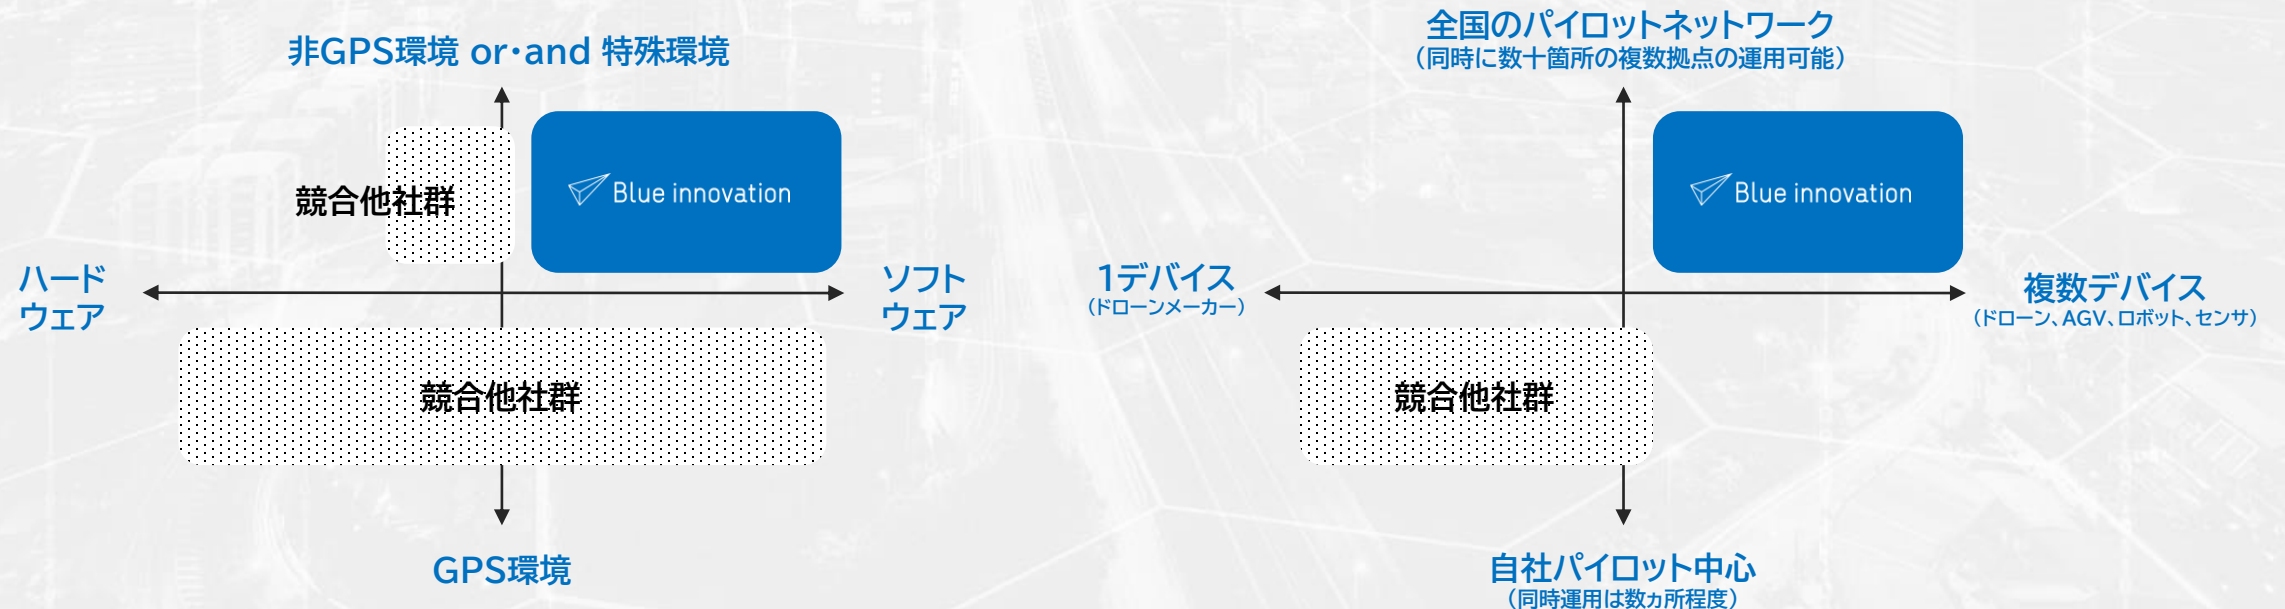 非GPS環境 or・and 特殊環境
競合他社群
Blue innovation
ハード
ウェア
ソフト
ウェア
競合他社群
GPS環境
全国のパイロットネットワーク
（同時に数十箇所の複数拠点の運用可能）
Blue innovation
1デバイス
（ドローンメーカー）
複数デバイス
（ドローン、AGV、ロボット、センサ）
競合他社群
自社パイロット中心
（同時運用は数ヵ所程度）